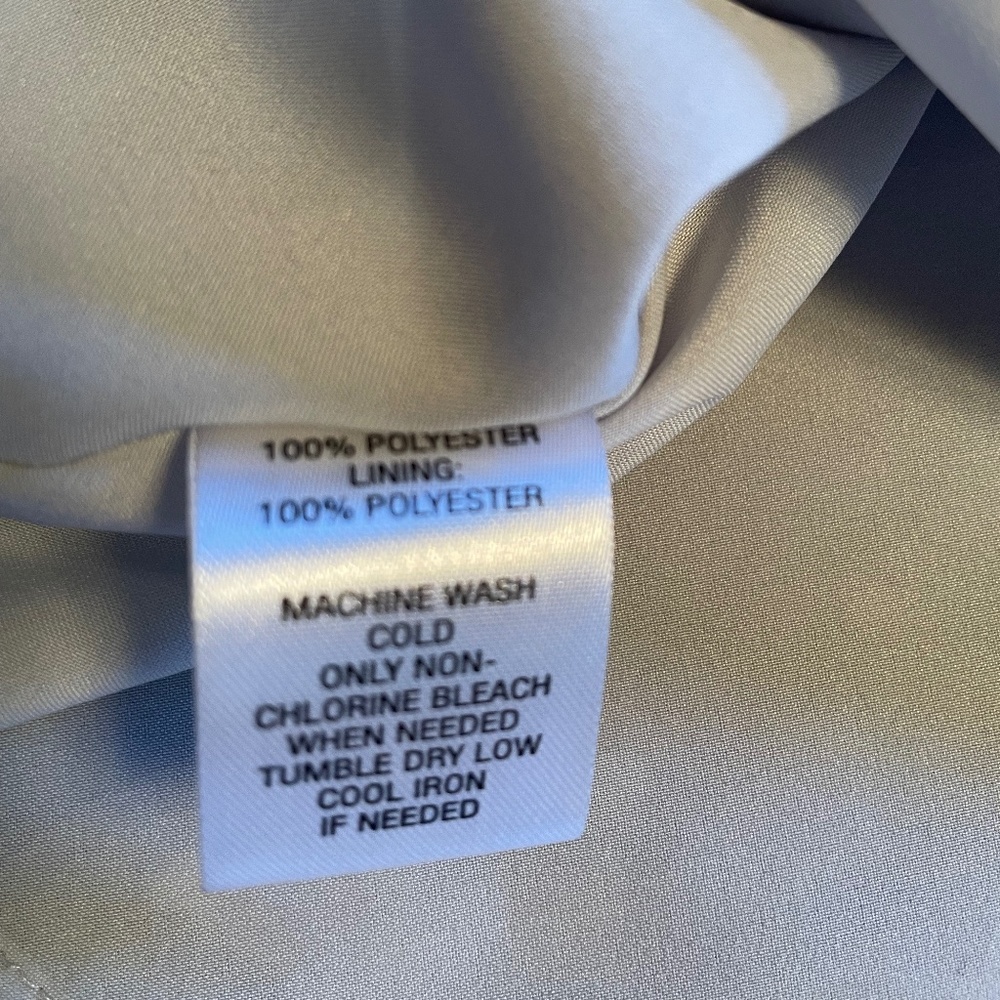 100% POLYESTER
LINING:
100% POLYESTER
MACHINE WASH
COLD
ONLY NON-
CHLORINE BLEACH
WHEN NEEDED
TUMBLE DRY LOW
COOL IRON
IF NEEDED